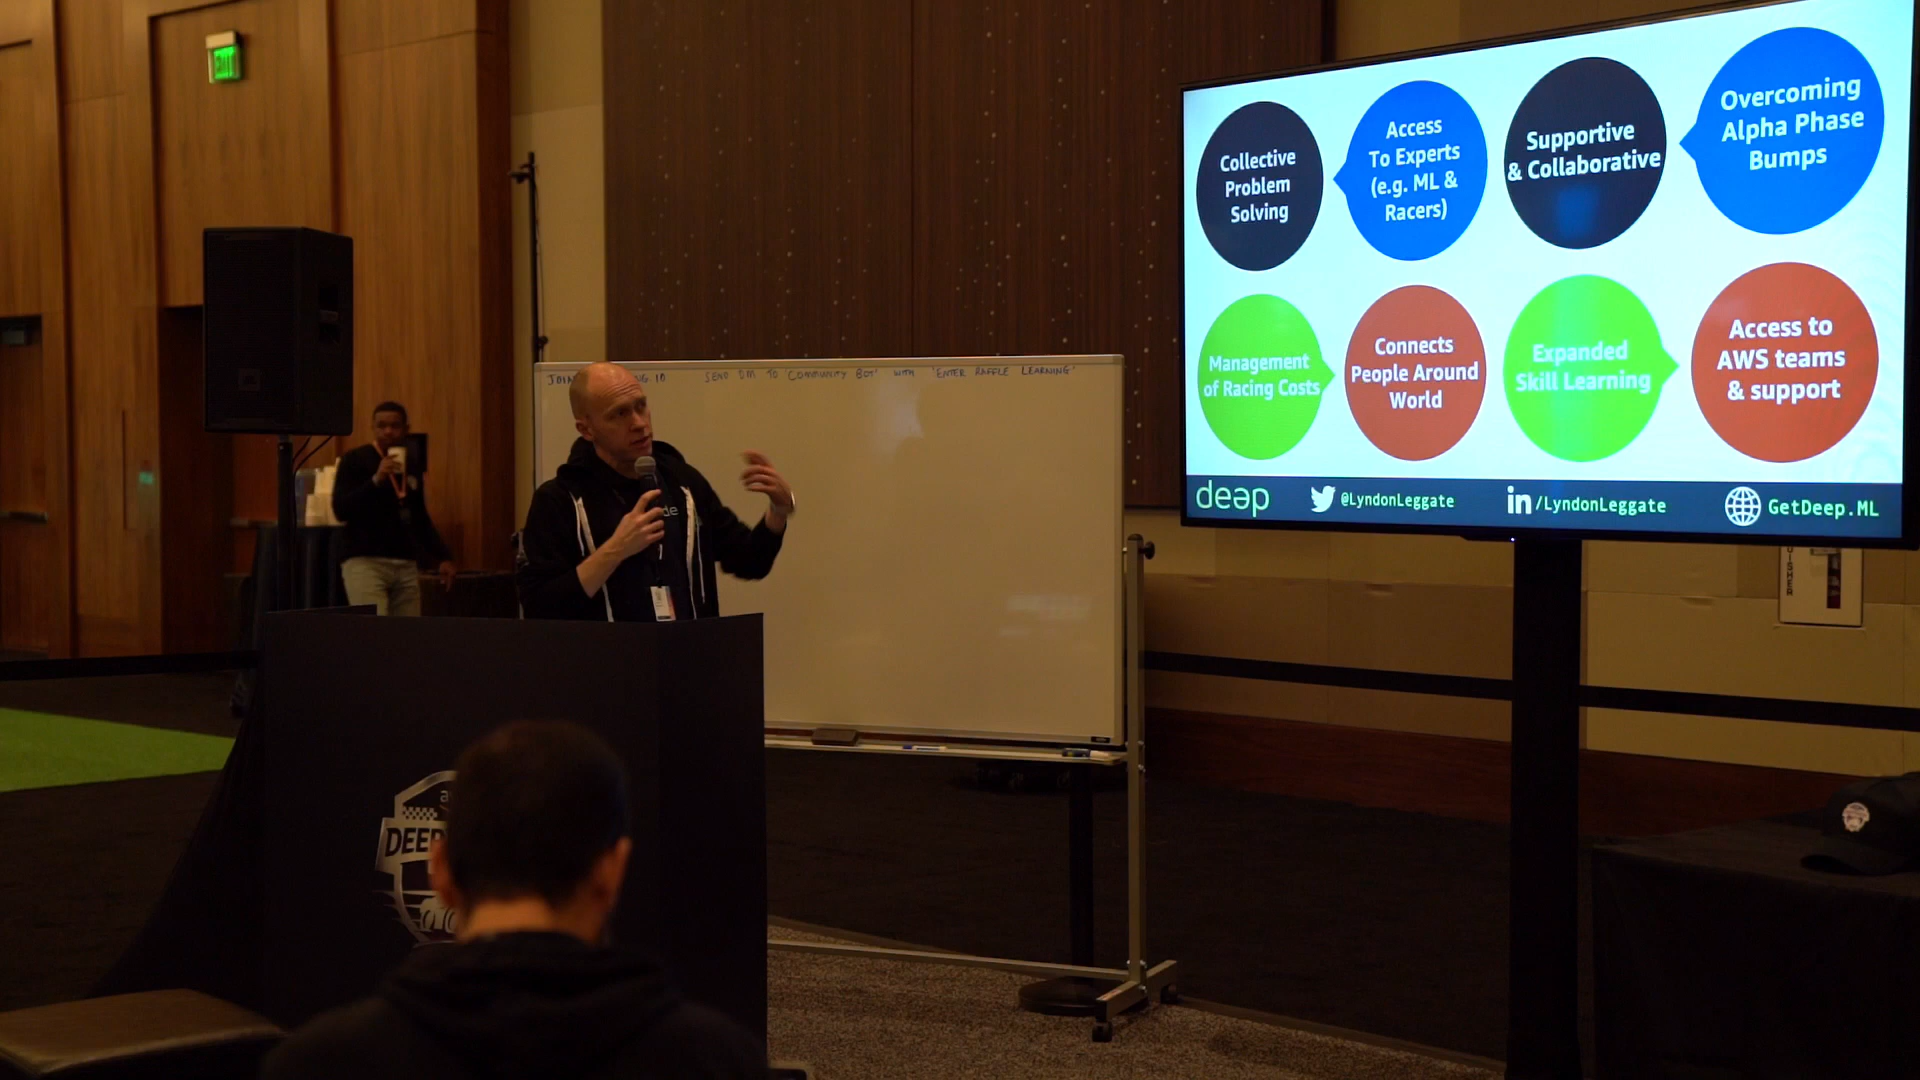 EXIT
Collective
Problem
Solving
Access
To Experts
(e.g. ML &
Racers)
Supportive
& Collaborative
Overcoming
Alpha Phase
Bumps
Management
of Racing Costs
Connects
People Around
World
Expanded
Skill Learning
Access to
AWS teams
& support
deep
@LyndonLeggate
in/LyndonLeggate
GetDeep.ML
SEND DM TO 'COMMUNITY BOT' WITH 'ENTER RAFFLE LEARNING'
de
DEEP